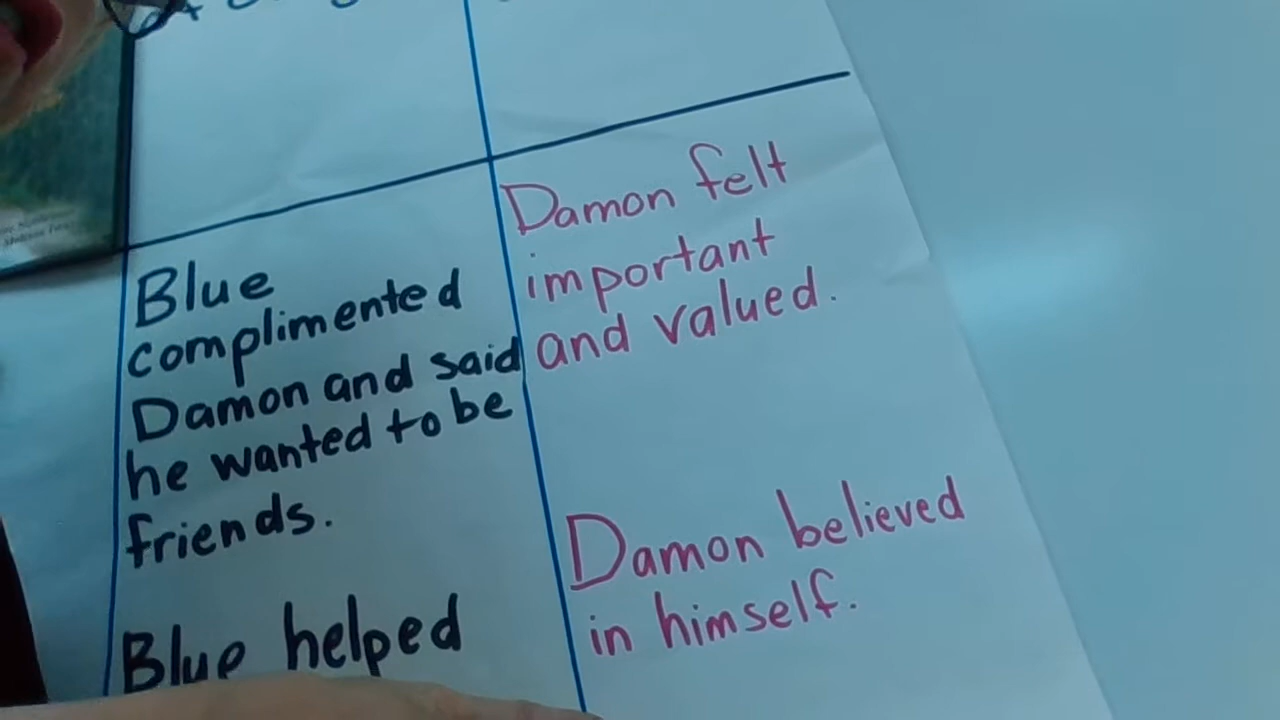 Blue
complimented
Damon and said
he wanted to be
friends.
Blue helped
Damon felt
important
and valued.
Damon believed
in himself.